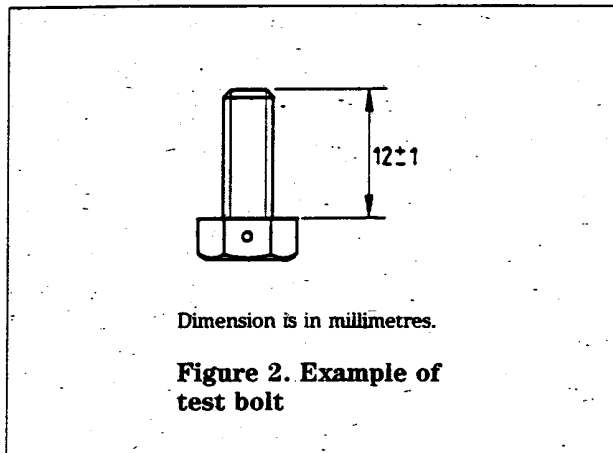 12±1
Dimension is in millimetres.
Figure 2. Example of
test bolt